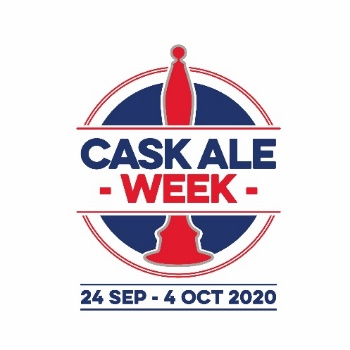 CASK ALE
- WEEK -
24 SEP - 4 OCT 2020